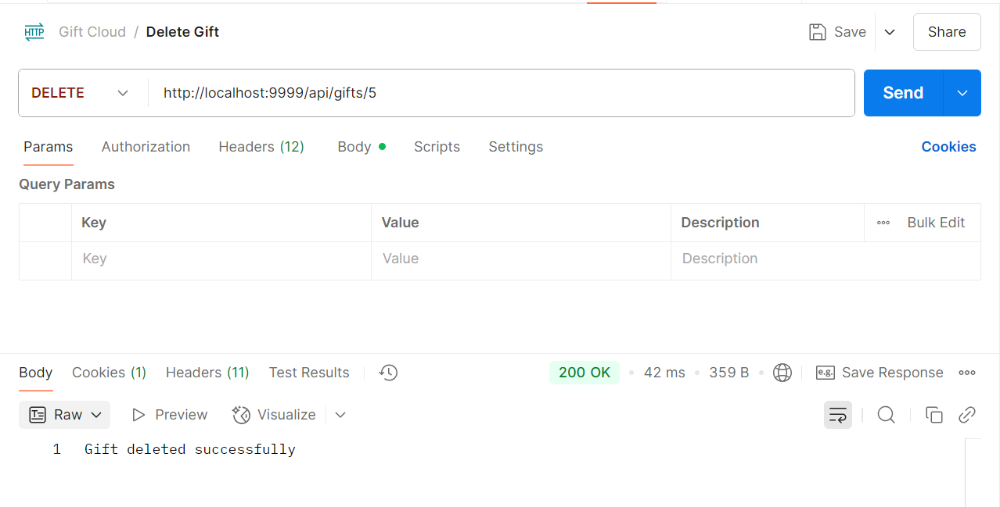 HTTP Gift Cloud / Delete Gift Save Share
DELETE http://localhost:9999/api/gifts/5 Send
Params Authorization Headers (12) Body Scripts Settings Cookies
Query Params
Key Value Description Bulk Edit
Key Value Description
Body Cookies (1) Headers (11) Test Results 200 OK 42 ms 359 B e.g. Save Response
Raw Preview Visualize
1 Gift deleted successfully